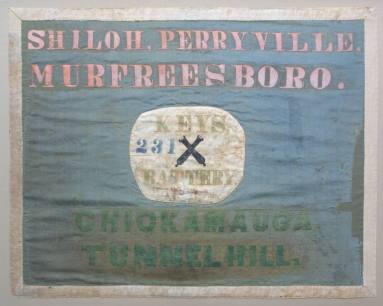 SHILOH. PERRYVILLE.
MURFREESBORO.
KEYS
231
BATTERY
CHICKAMAUGA
TUNNEL HILL.